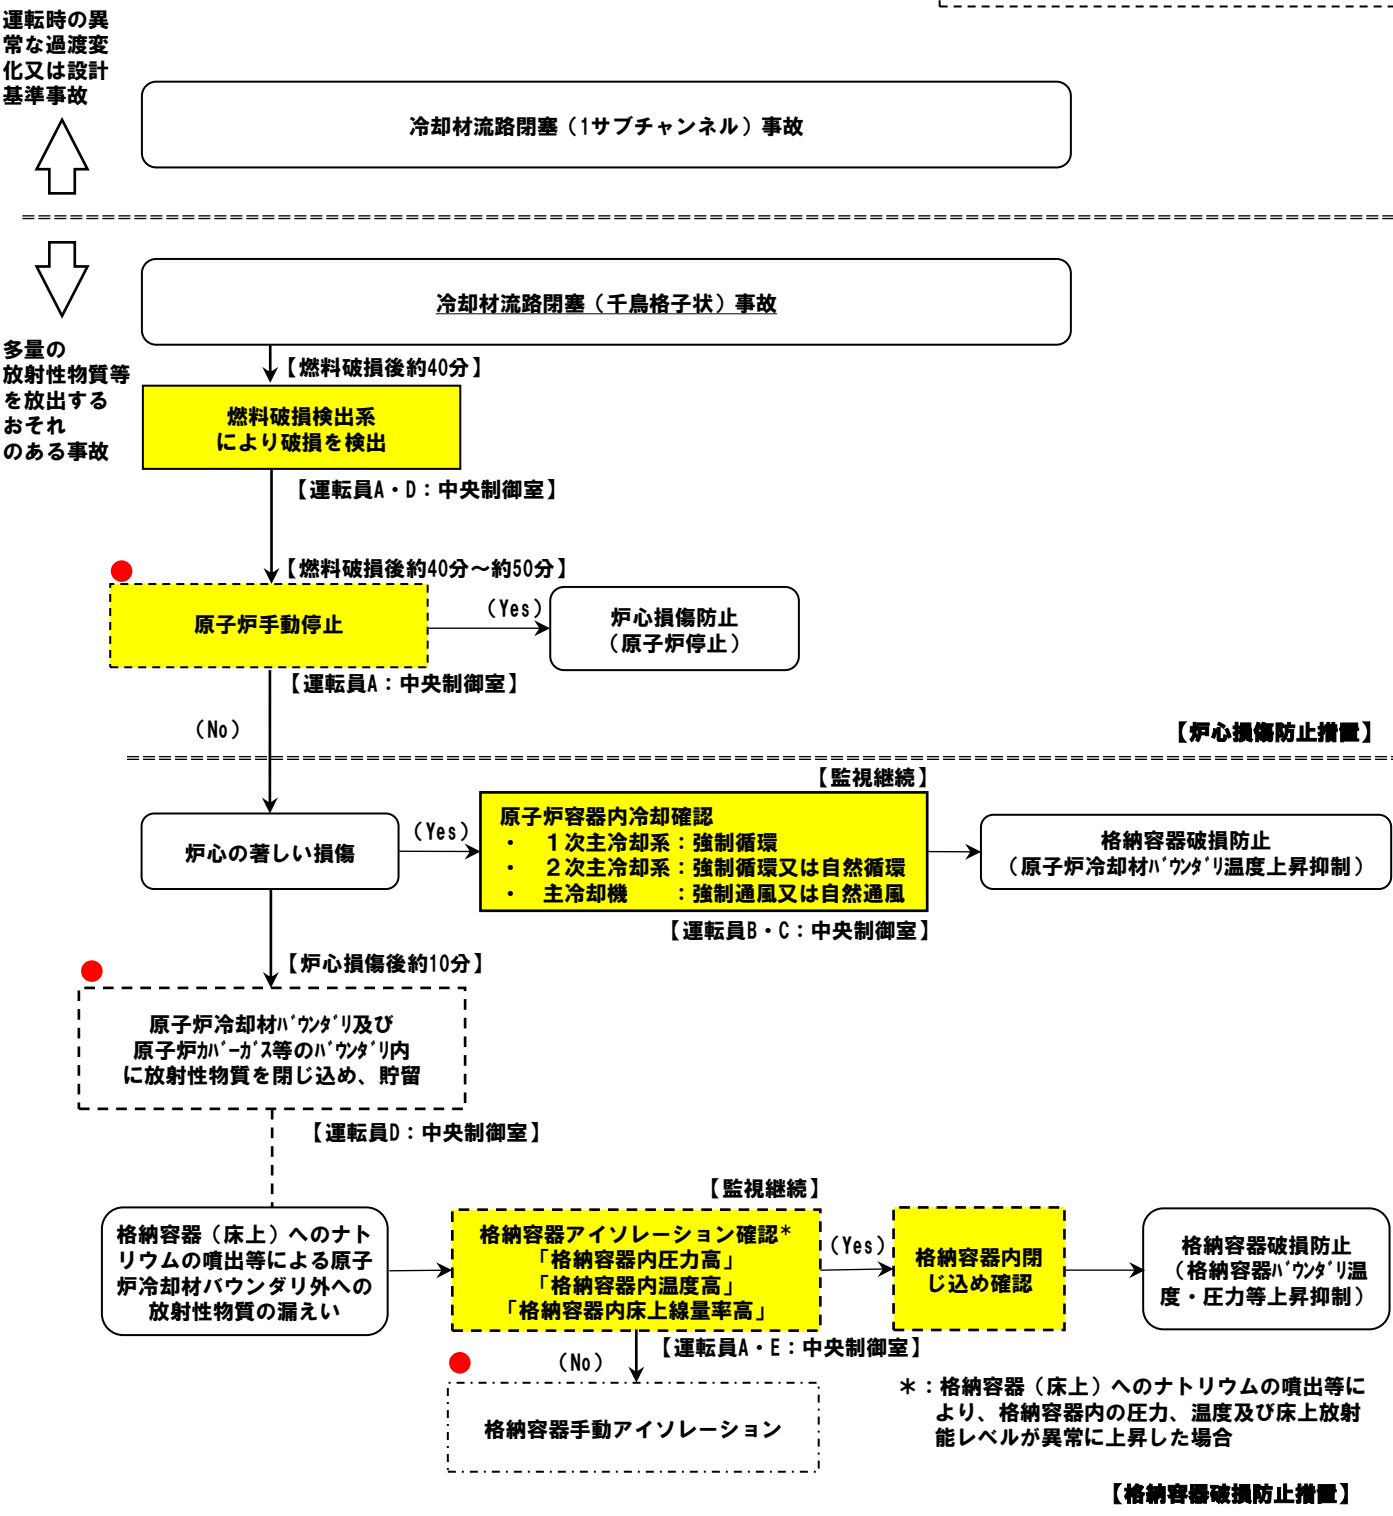 運転時の異
常な過渡変
化又は設計
基準事故
冷却材流路閉塞（1サブチャンネル）事故
冷却材流路閉塞（千鳥格子状）事故
多量の
放射性物質等
を放出する
おそれ
のある事故
【燃料破損後約40分】
燃料破損検出系
により破損を検出
【運転員A・D：中央制御室】
【燃料破損後約40分～約50分】
原子炉手動停止
（Yes）
炉心損傷防止
（原子炉停止）
【運転員A：中央制御室】
（No）
【炉心損傷防止措置】
【監視継続】
炉心の著しい損傷
（Yes）
原子炉容器内冷却確認
・　１次主冷却系：強制循環
・　２次主冷却系：強制循環又は自然循環
・　主冷却機　　：強制通風又は自然通風
格納容器破損防止
（原子炉冷却材ﾊﾞｳﾝﾀﾞﾘ温度上昇抑制）
【運転員B・C：中央制御室】
【炉心損傷後約10分】
原子炉冷却材ﾊﾞｳﾝﾀﾞﾘ及び
原子炉ｶﾊﾞｰｶﾞｽ等のﾊﾞｳﾝﾀﾞﾘ内
に放射性物質を閉じ込め、貯留
【運転員D：中央制御室】
【監視継続】
格納容器（床上）へのナト
リウムの噴出等による原子
炉冷却材バウンダリ外への
放射性物質の漏えい
格納容器アイソレーション確認＊
「格納容器内圧力高」
「格納容器内温度高」
「格納容器内床上線量率高」
（Yes）
格納容器内閉
じ込め確認
格納容器破損防止
（格納容器ﾊﾞｳﾝﾀﾞﾘ温
度・圧力等上昇抑制）
【運転員A・E：中央制御室】
（No）
格納容器手動アイソレーション
＊：格納容器（床上）へのナトリウムの噴出等に
より、格納容器内の圧力、温度及び床上放射
能レベルが異常に上昇した場合
【格納容器破損防止措置】